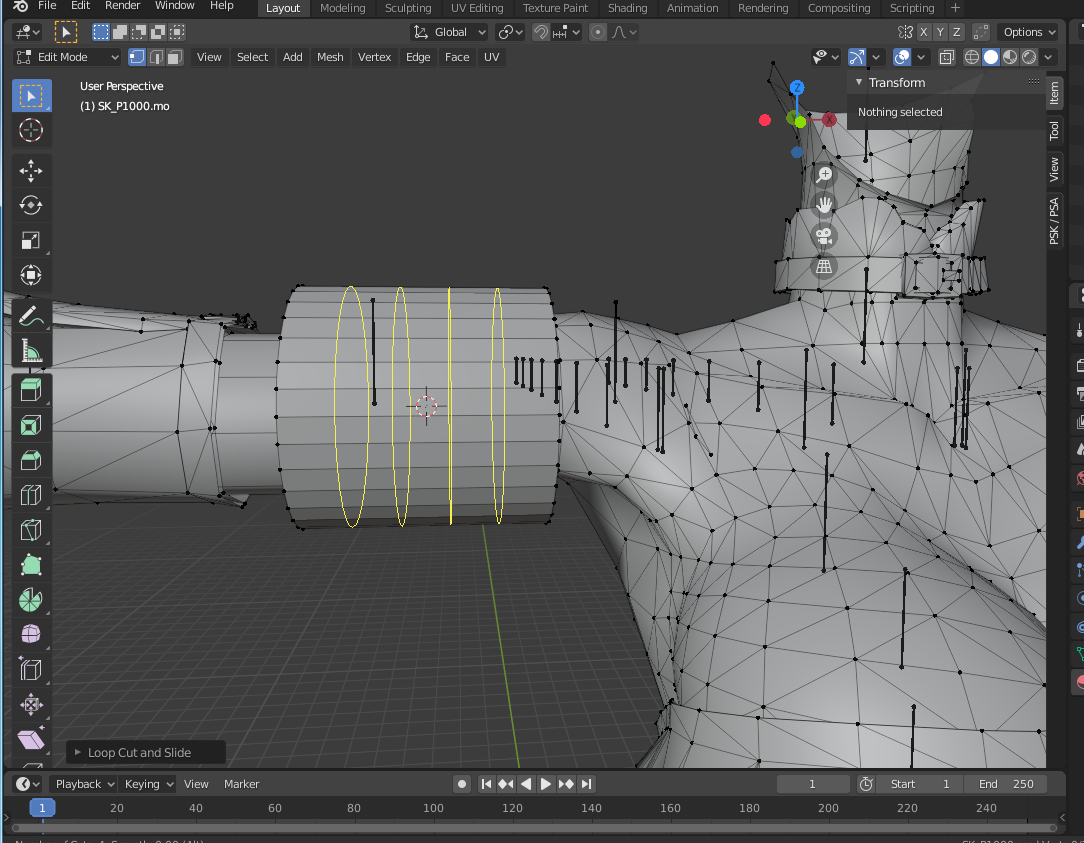 File Edit Render Window Help Layout Modeling Sculpting UV Editing Texture Paint Shading Animation Rendering Compositing Scripting +
Global X Y Z Options
Edit Mode View Select Add Mesh Vertex Edge Face UV
User Perspective
(1) SK_P1000.mo
Z
X
Transform
Nothing selected
Item
Tool
View
PSK / PSA
Loop Cut and Slide
Playback Keying View Marker 1 Start 1 End 250
1 20 40 60 80 100 120 140 160 180 200 220 240